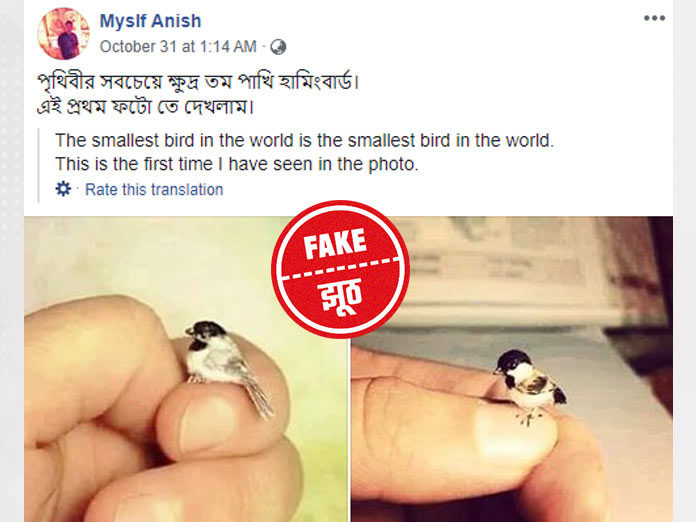 Myslf Anish
October 31 at 1:14 AM ·
পৃথিবীর সবচেয়ে ক্ষুদ্র তম পাখি হামিংবার্ড।
এই প্রথম ফটো তে দেখলাম।
The smallest bird in the world is the smallest bird in the world.
This is the first time I have seen in the photo.
· Rate this translation
FAKE
झूठ